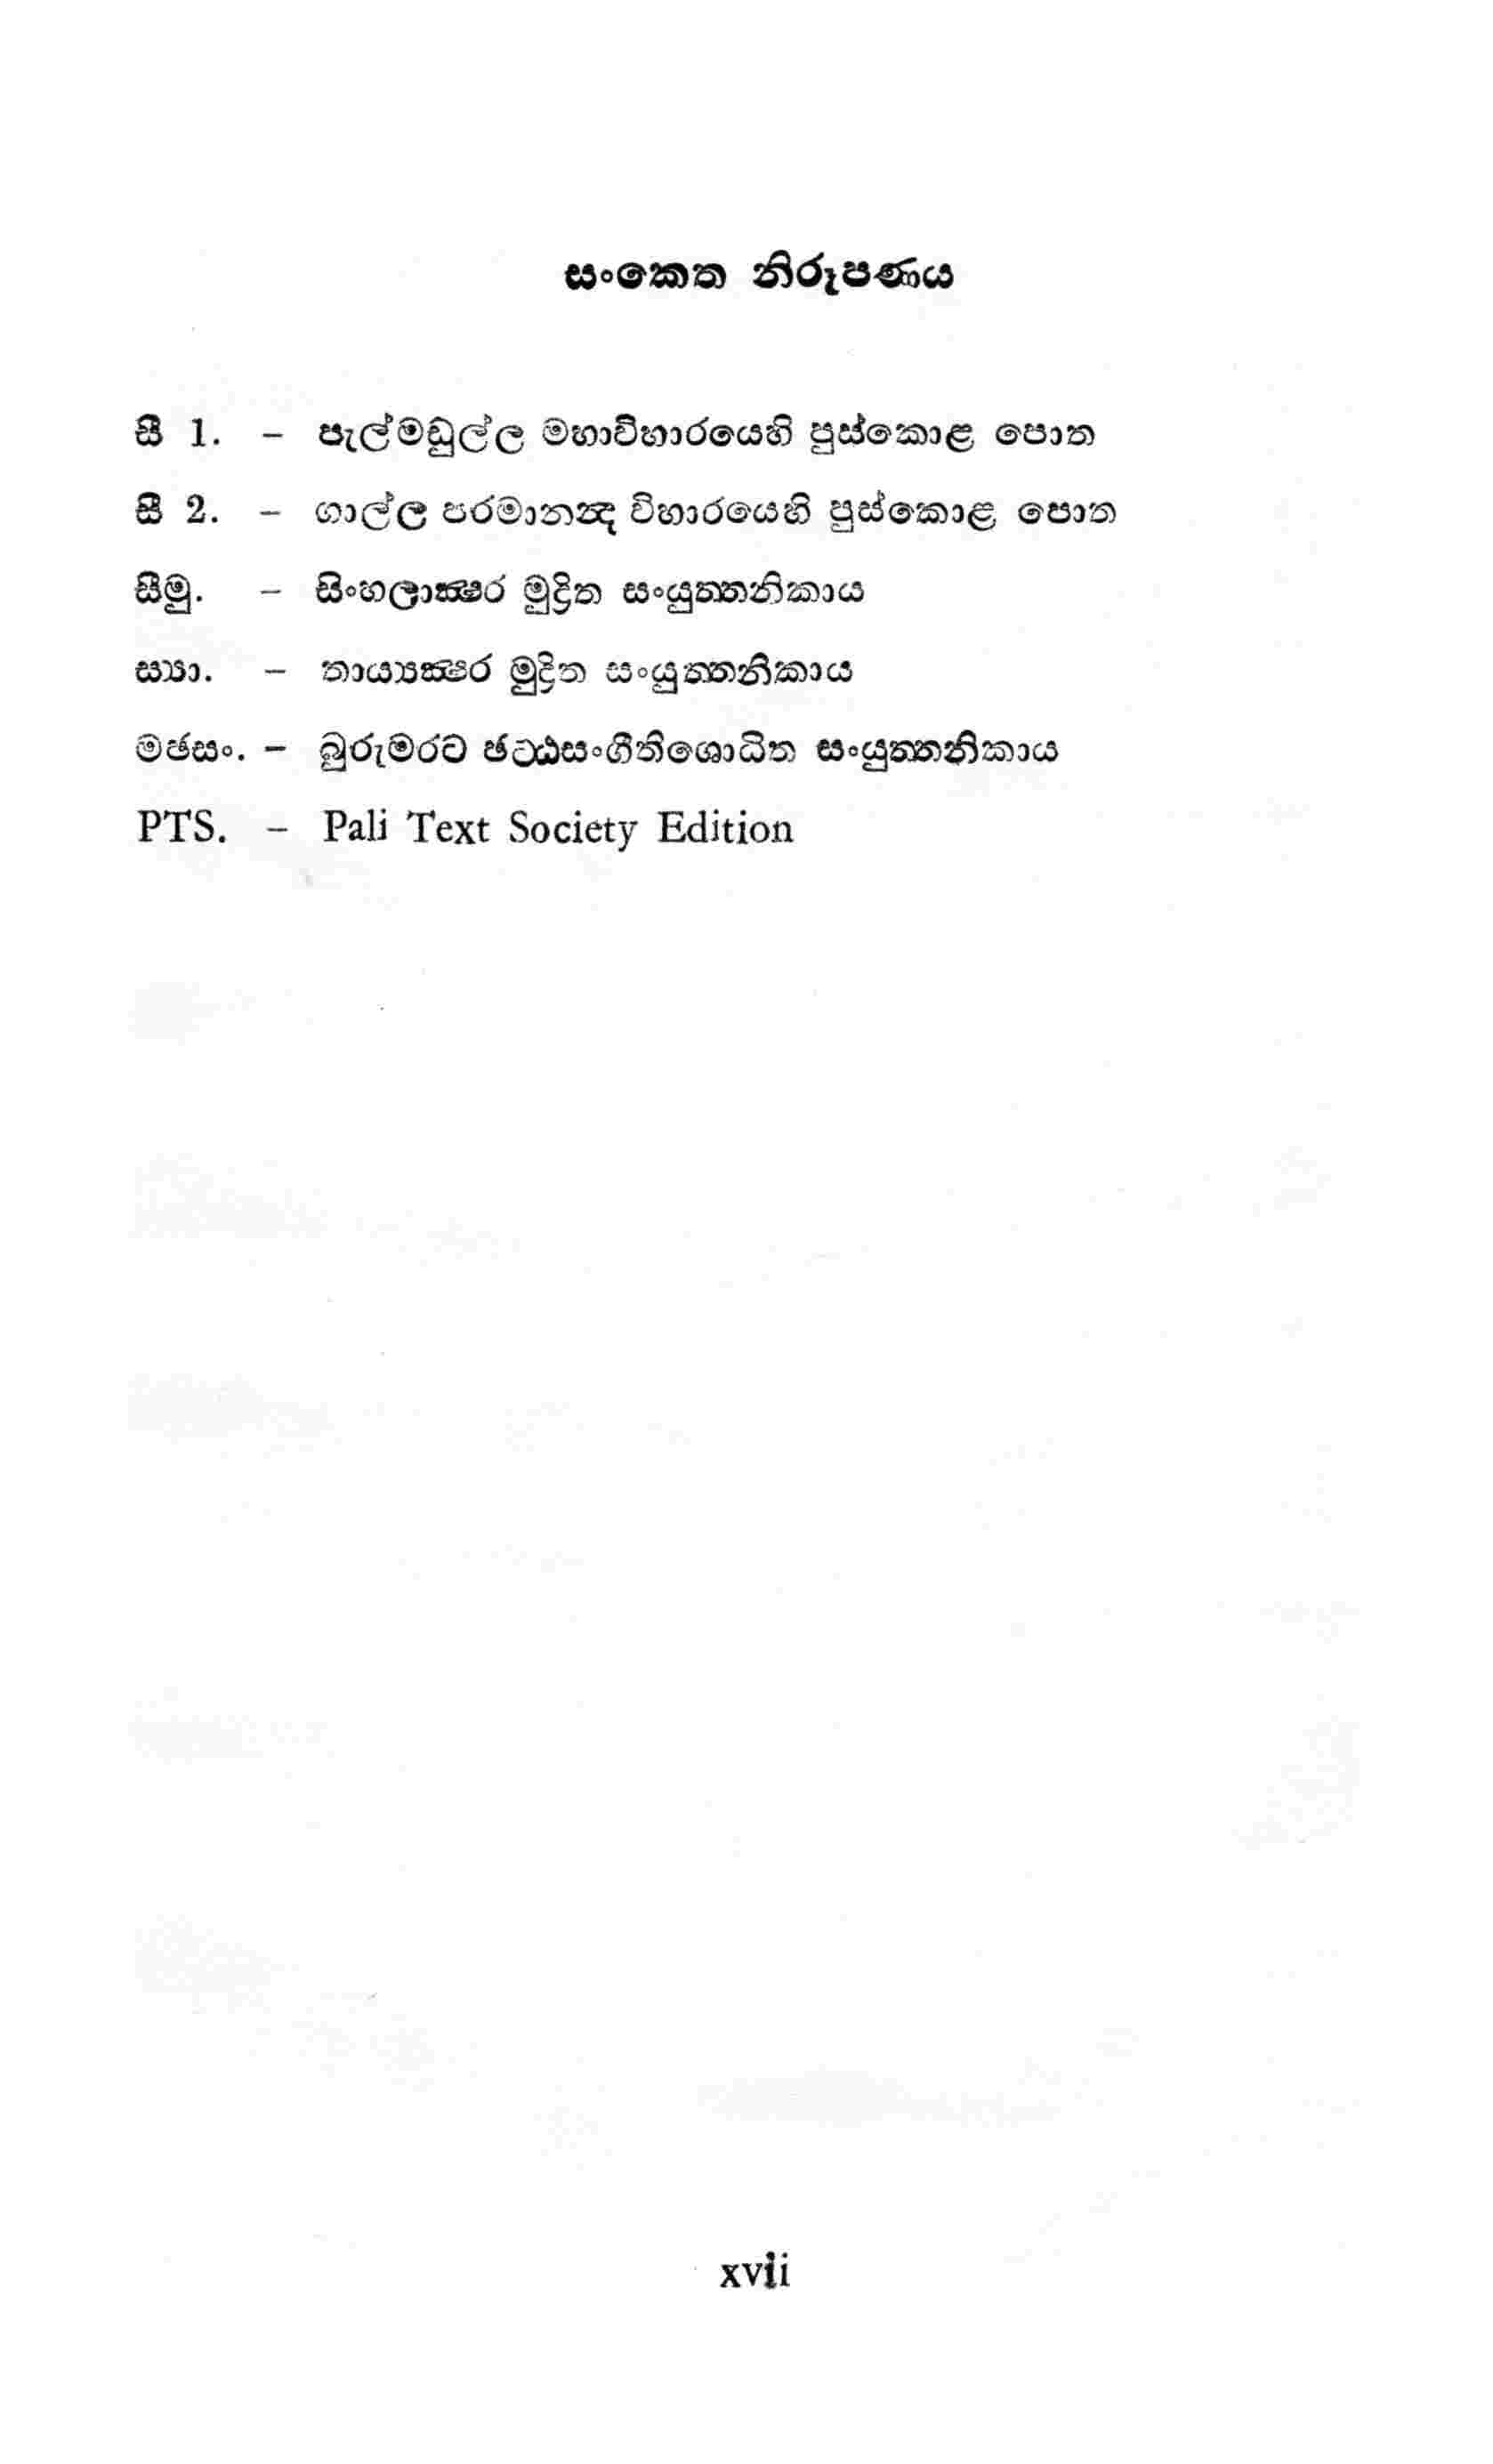 සංකෙත නිරූපණය
සී 1. – පැල්මඩුල්ල මහාවිහාරයෙහි පුස්කොළ පොත
සී 2. – ගාල්ල පරමානන්‍ද විහාරයෙහි පුස්කොළ පොත
සීමු. – සිංහලාක්‍ෂර මුද්‍රිත සංයුත්‍තනිකාය
ස්‍යා. – තාය්‍යක්‍ෂර මුද්‍රිත සංයුත්‍තනිකාය
මඡසං. – බුරුමරට ඡට්ඨසංගීතිශොධිත සංයුත්‍තනිකාය
PTS. – Pali Text Society Edition
xvii